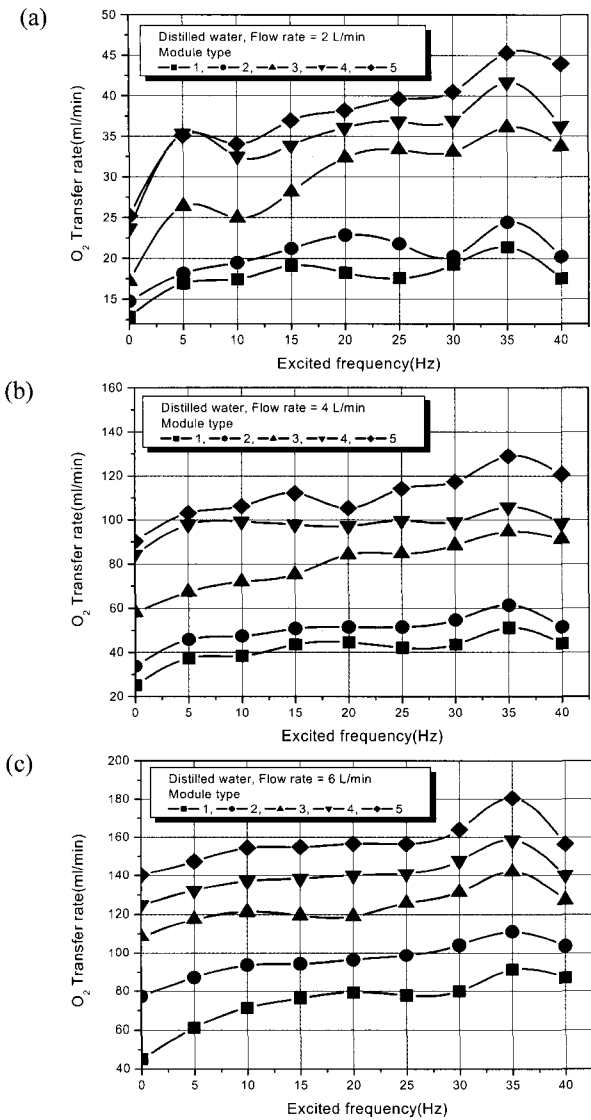 (a)
Distilled water, Flow rate = 2 L/min
Module type
1, 2, 3, 4, 5
O2 Transfer rate(ml/min)
50
45
40
35
30
25
20
15
0 5 10 15 20 25 30 35 40
Excited frequency(Hz)
(b)
Distilled water, Flow rate = 4 L/min
Module type
1, 2, 3, 4, 5
O2 Transfer rate(ml/min)
160
140
120
100
80
60
40
20
0 5 10 15 20 25 30 35 40
Excited frequency(Hz)
(c)
Distilled water, Flow rate = 6 L/min
Module type
1, 2, 3, 4, 5
O2 Transfer rate(ml/min)
200
180
160
140
120
100
80
60
40
0 5 10 15 20 25 30 35 40
Excited frequency(Hz)